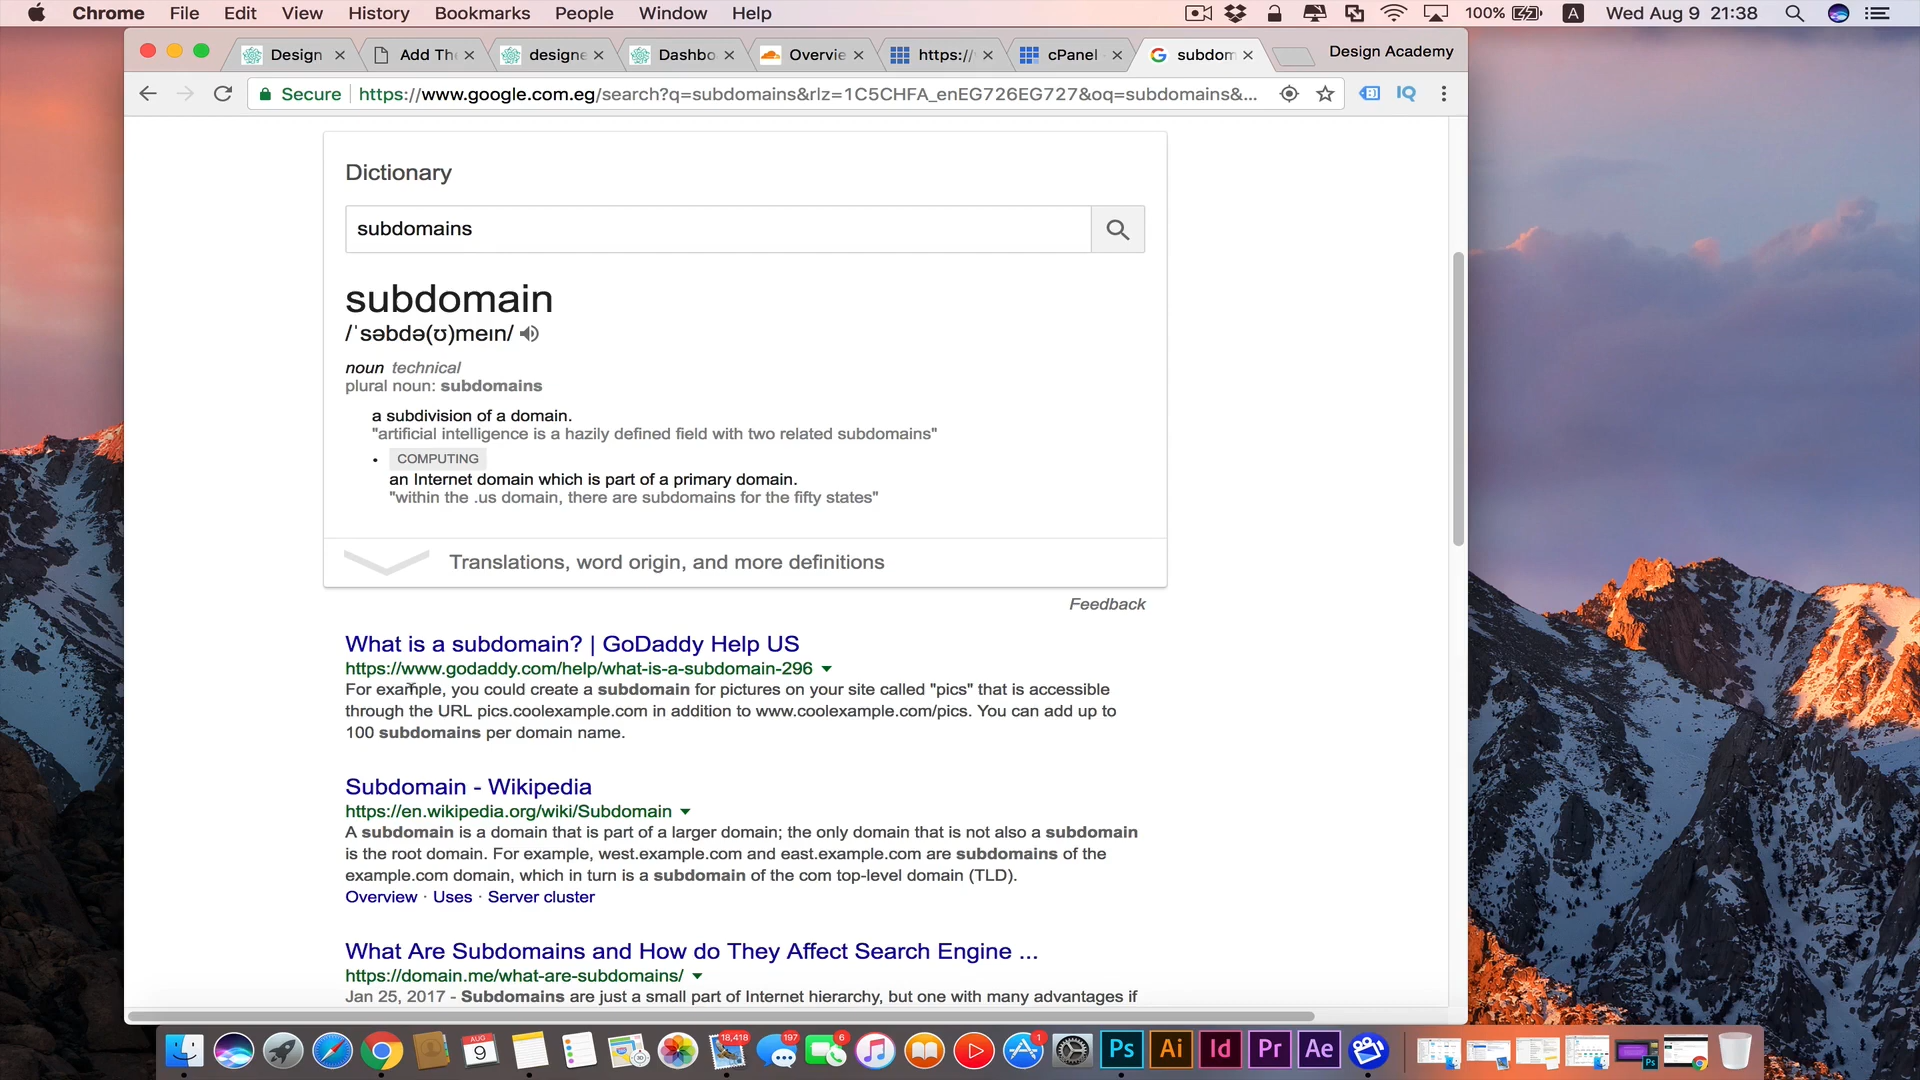 Chrome File Edit View History Bookmarks People Window Help 100% A Wed Aug 9 21:38
Design Add The designe Dashbo Overvie https:// cPanel subdom Design Academy
Secure https://www.google.com.eg/search?q=subdomains&rlz=1C5CHFA_enEG726EG727&oq=subdomains&... IQ
Dictionary
subdomains
subdomain
/ˈsəbdə(ʊ)meɪn/
noun technical
plural noun: subdomains
a subdivision of a domain.
"artificial intelligence is a hazily defined field with two related subdomains"
• COMPUTING
an Internet domain which is part of a primary domain.
"within the .us domain, there are subdomains for the fifty states"
Translations, word origin, and more definitions
Feedback
What is a subdomain? | GoDaddy Help US
https://www.godaddy.com/help/what-is-a-subdomain-296
For example, you could create a subdomain for pictures on your site called "pics" that is accessible
through the URL pics.coolexample.com in addition to www.coolexample.com/pics. You can add up to
100 subdomains per domain name.
Subdomain - Wikipedia
https://en.wikipedia.org/wiki/Subdomain
A subdomain is a domain that is part of a larger domain; the only domain that is not also a subdomain
is the root domain. For example, west.example.com and east.example.com are subdomains of the
example.com domain, which in turn is a subdomain of the com top-level domain (TLD).
Overview · Uses · Server cluster
What Are Subdomains and How do They Affect Search Engine ...
https://domain.me/what-are-subdomains/
Jan 25, 2017 - Subdomains are just a small part of Internet hierarchy, but one with many advantages if
AUG 9 18,418 197 6 1 Ps Ai Id Pr Ae